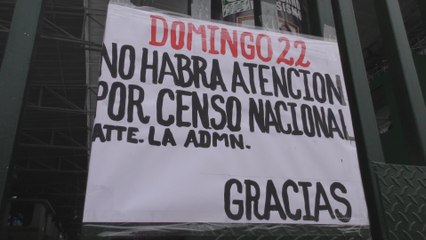 DOMINGO 22
NO HABRA ATENCION
POR CENSO NACIONAL
ATTE. LA ADMN.
GRACIAS